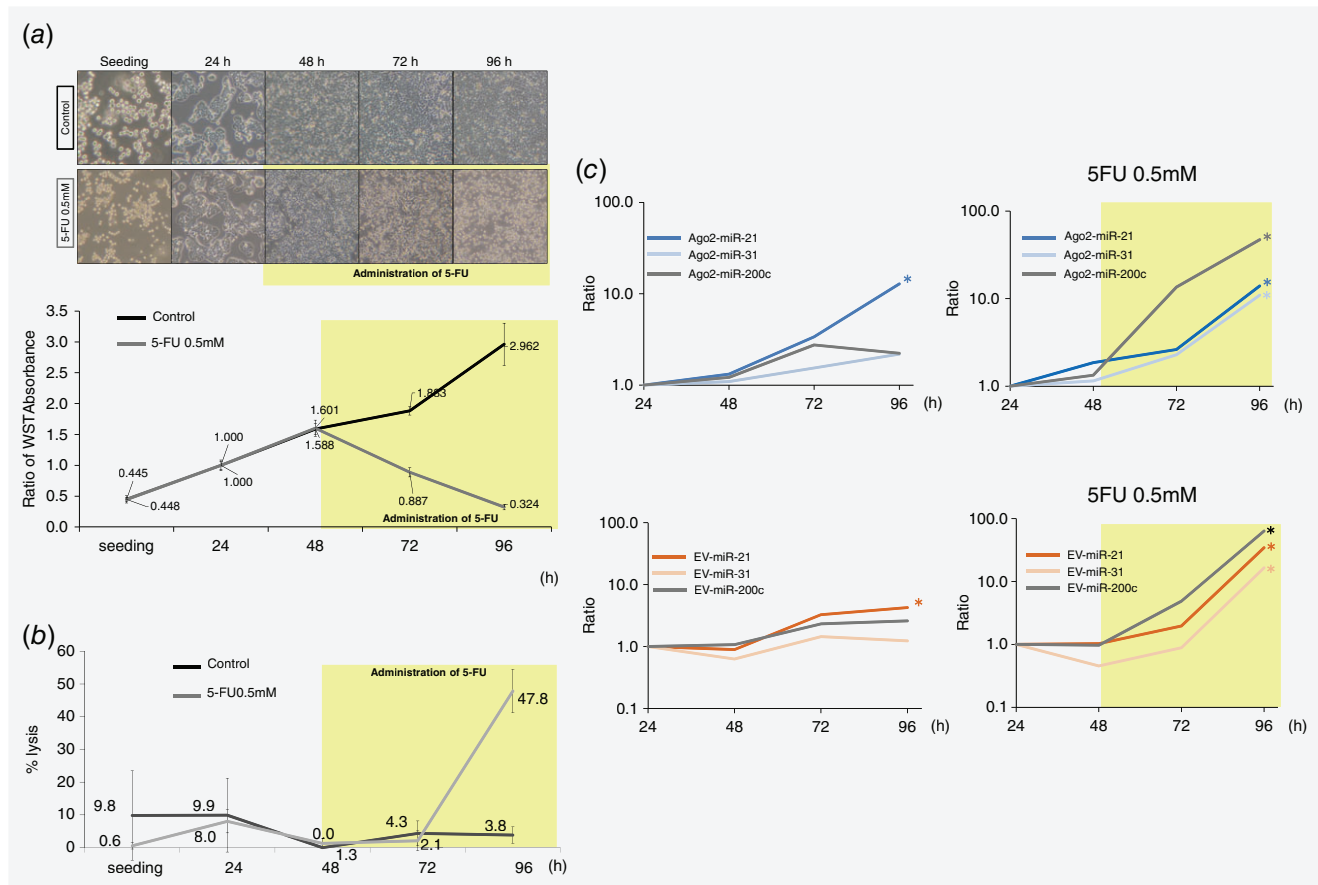 (a)
Seeding 24 h 48 h 72 h 96 h
Control
5-FU 0.5mM
Administration of 5-FU
3.5
3.0
2.5
2.0
1.5
1.0
0.5
0.0
Ratio of WSTAbsorbance
Control
5-FU 0.5mM
0.445
0.448
1.000
1.000
1.601
1.588
1.883
0.887
2.962
0.324
Administration of 5-FU
seeding 24 48 72 96
(h)
(b)
60
50
40
30
20
10
0
% lysis
Control
5-FU0.5mM
Administration of 5-FU
9.8
0.6
9.9
8.0
0.0
1.3
4.3
2.1
3.8
47.8
seeding 24 48 72 96 (h)
(c)
100.0
10.0
1.0
Ratio
Ago2-miR-21
Ago2-miR-31
Ago2-miR-200c
*
24 48 72 96 (h)
5FU 0.5mM
100.0
10.0
1.0
Ratio
Ago2-miR-21
Ago2-miR-31
Ago2-miR-200c
*
*
*
24 48 72 96 (h)
100.0
10.0
1.0
0.1
Ratio
EV-miR-21
EV-miR-31
EV-miR-200c
*
24 48 72 96 (h)
5FU 0.5mM
100.0
10.0
1.0
0.1
Ratio
EV-miR-21
EV-miR-31
EV-miR-200c
*
*
*
24 48 72 96 (h)